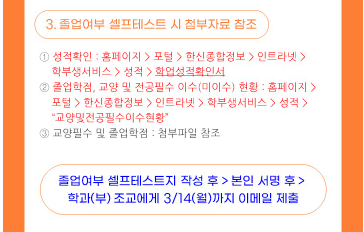 3. 졸업여부 셀프테스트 시 첨부자료 참조
① 성적확인 : 홈페이지 > 포털 > 한신종합정보 > 인트라넷 >
학부생서비스 > 성적 > 학업성적확인서
② 졸업학점, 교양 및 전공필수 이수(미이수) 현황 : 홈페이지 >
포털 > 한신종합정보 > 인트라넷 > 학부생서비스 > 성적 >
"교양및전공필수이수현황"
③ 교양필수 및 졸업학점 : 첨부파일 참조
졸업여부 셀프테스트지 작성 후 > 본인 서명 후 >
학과(부) 조교에게 3/14(월)까지 이메일 제출